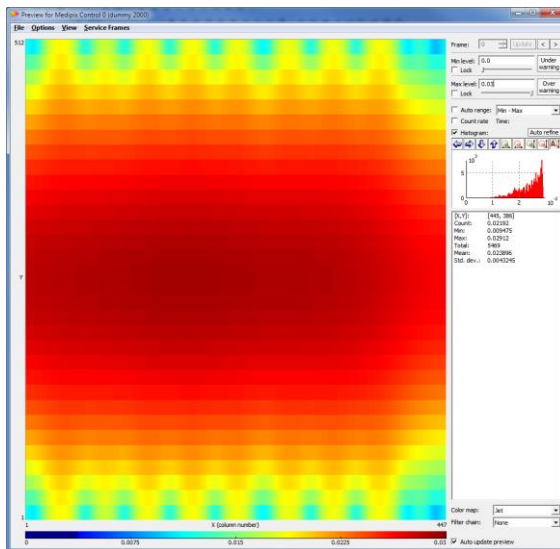 Preview for Medipix Control 0 (dummy 2000)
File Options View Service Frames
512
Y
1
1 X (column number) 447
0 0.0075 0.015 0.0225 0.03
Frame: 0 Update < >
Min level: 0.0 Under warning
Lock
Max level: 0.03 Over warning
Lock
Auto range: Min - Max
Count rate Time:
Histogram: Auto refine
10³
5
0
0 1 2 10
[X,Y]: [445, 386]
Count: 0.02192
Min: 0.009475
Max: 0.02912
Total: 5469
Mean: 0.023896
Std. dev.: 0.0043245
Color map: Jet
Filter chain: None
Auto update preview